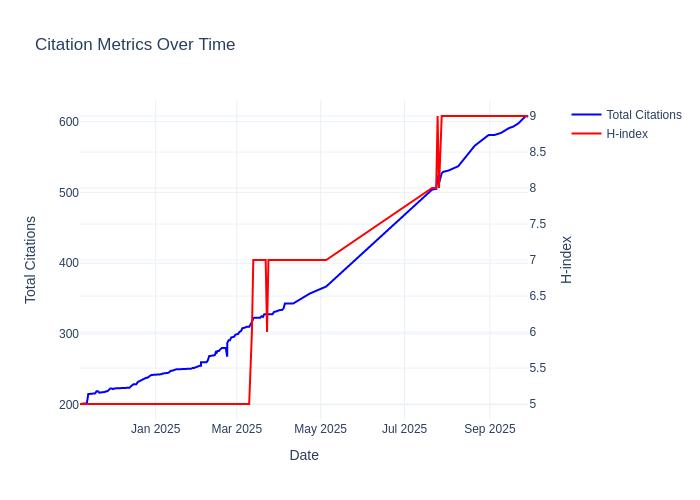 Citation Metrics Over Time
Total Citations
H-index
600
500
400
300
200
9
8.5
8
7.5
7
6.5
6
5.5
5
Total Citations
H-index
Jan 2025
Mar 2025
May 2025
Jul 2025
Sep 2025
Date